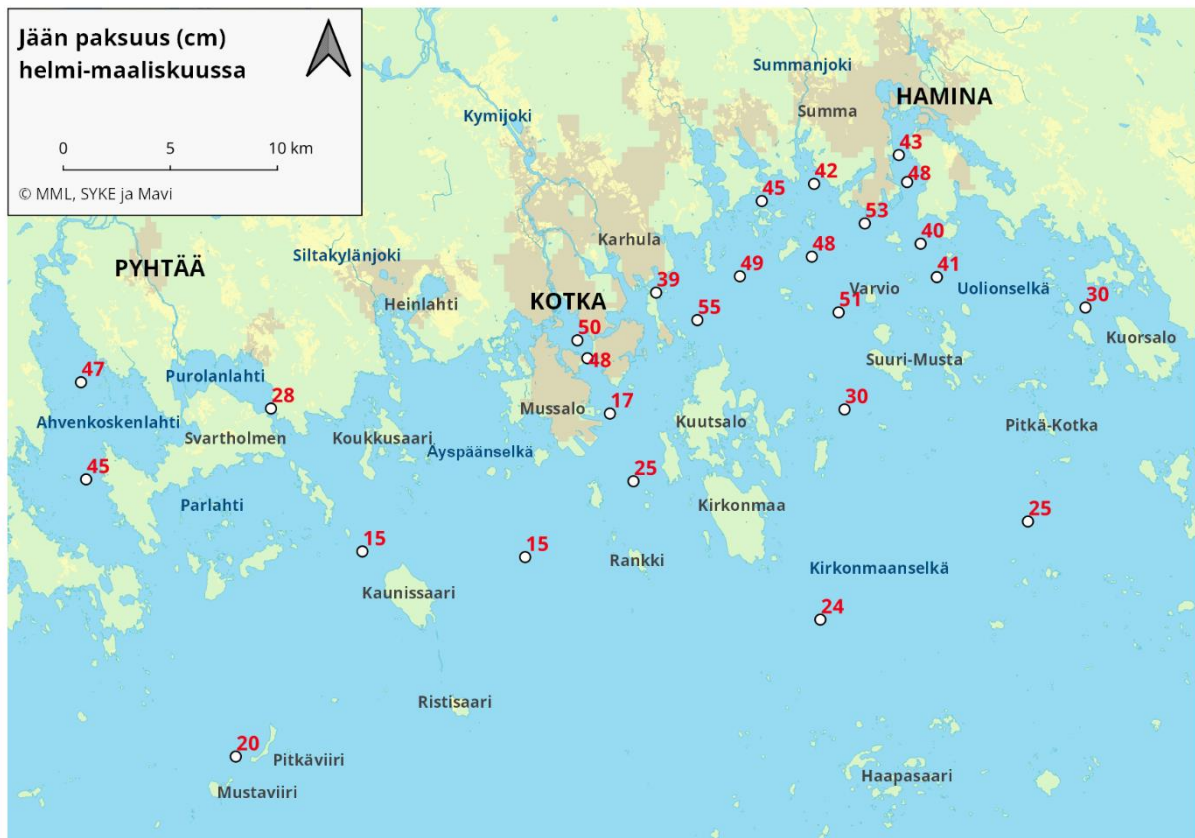 Jään paksuus (cm)
helmi-maaliskuussa
0 5 10 km
© MML, SYKE ja Mavi
Summanjoki
HAMINA
Summa
Kymijoki
43
42
48
45
53
Karhula
40
48
Siltakylänjoki
PYHTÄÄ
49
41
39
Varvio
Uolionselkä
Heinlahti
KOTKA
51
30
55
50
Kuorsalo
48
Suuri-Musta
47
Purolanlahti
28
Mussalo
17
30
Ahvenkoskenlahti
Kuutsalo
Pitkä-Kotka
Svartholmen
Koukkusaari
Äyspäänselkä
45
25
Parlahti
Kirkonmaa
25
15
15
Rankki
Kirkonmaanselkä
Kaunissaari
24
Ristisaari
20
Pitkäviiri
Haapasaari
Mustaviiri